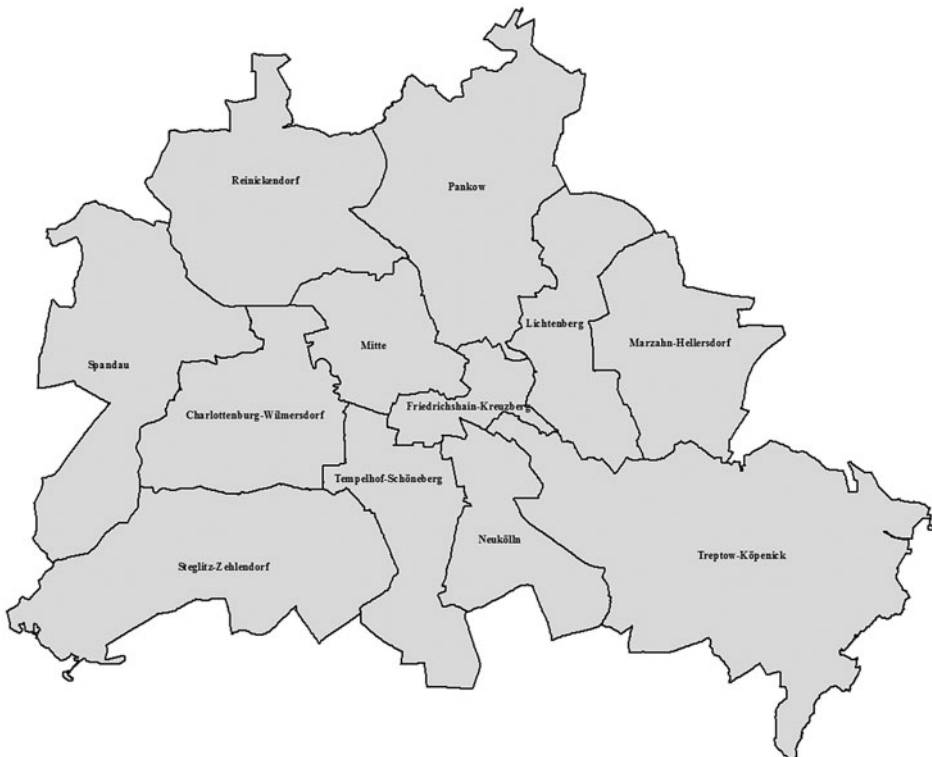 Reinickendorf
Pankow
Lichtenberg
Mitte
Marzahn-Hellersdorf
Spandau
Charlottenburg-Wilmersdorf
Friedrichshain-Kreuzberg
Tempelhof-Schöneberg
Neukölln
Treptow-Köpenick
Steglitz-Zehlendorf